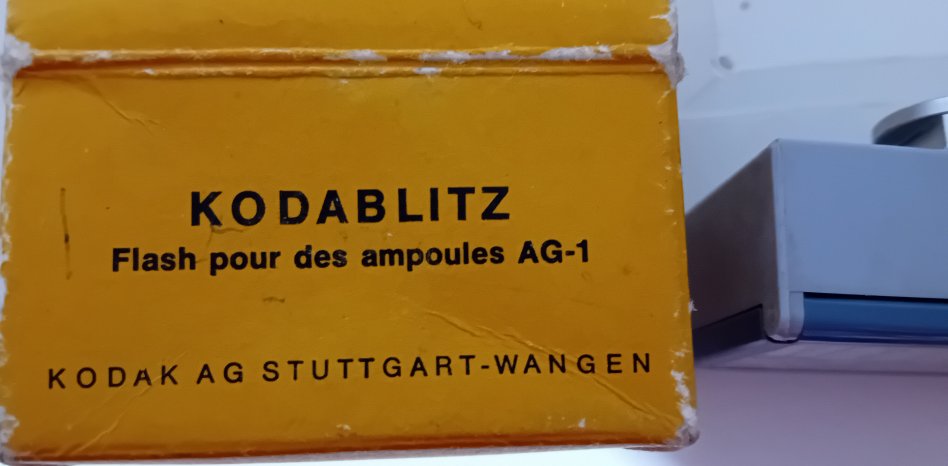 KODABLITZ
Flash pour des ampoules AG-1
KODAK AG STUTTGART-WANGEN